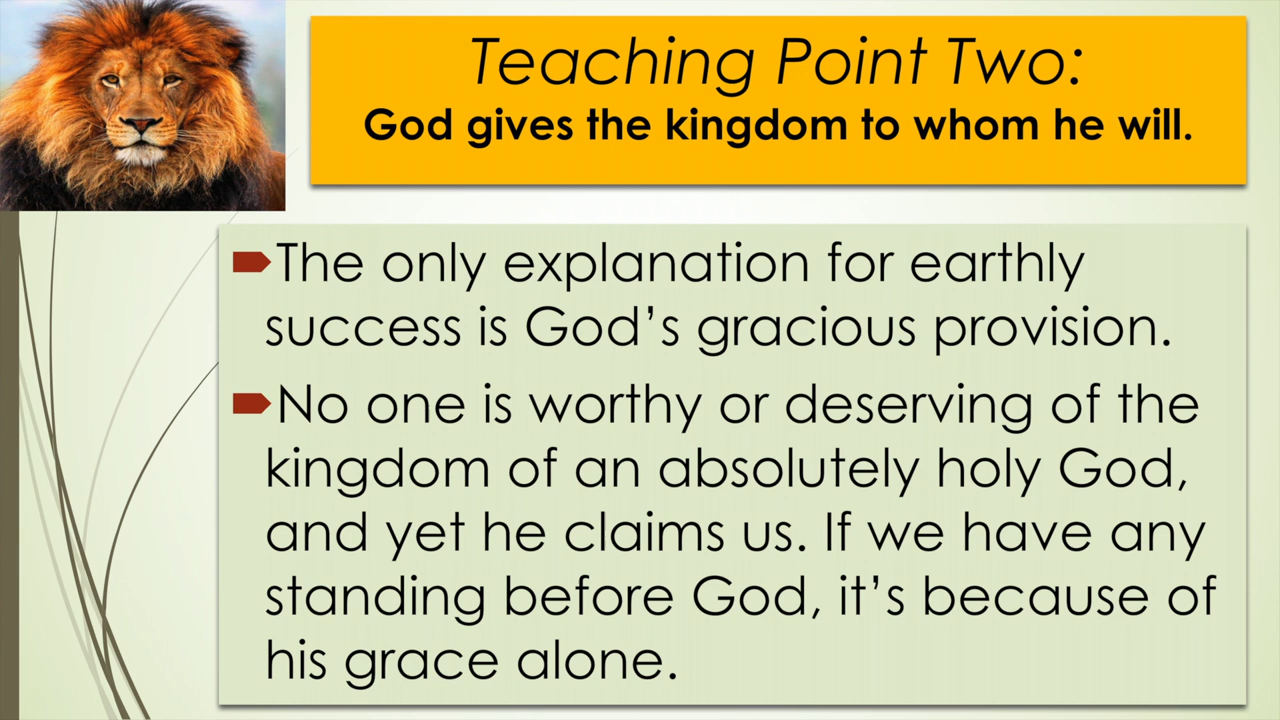 Teaching Point Two:
God gives the kingdom to whom he will.
The only explanation for earthly
success is God’s gracious provision.
No one is worthy or deserving of the
kingdom of an absolutely holy God,
and yet he claims us. If we have any
standing before God, it’s because of
his grace alone.